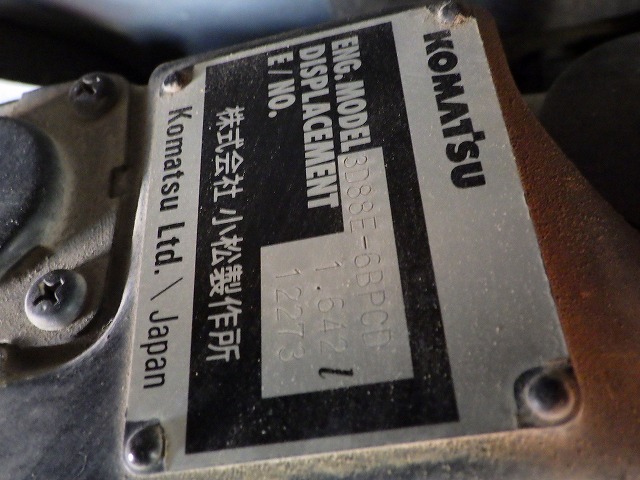 KOMATSU
ENG. MODEL 3D88E-6BPCD
DISPLACEMENT 1.642 l
E/NO. 12273
株式会社 小松製作所
Komatsu Ltd. \ Japan